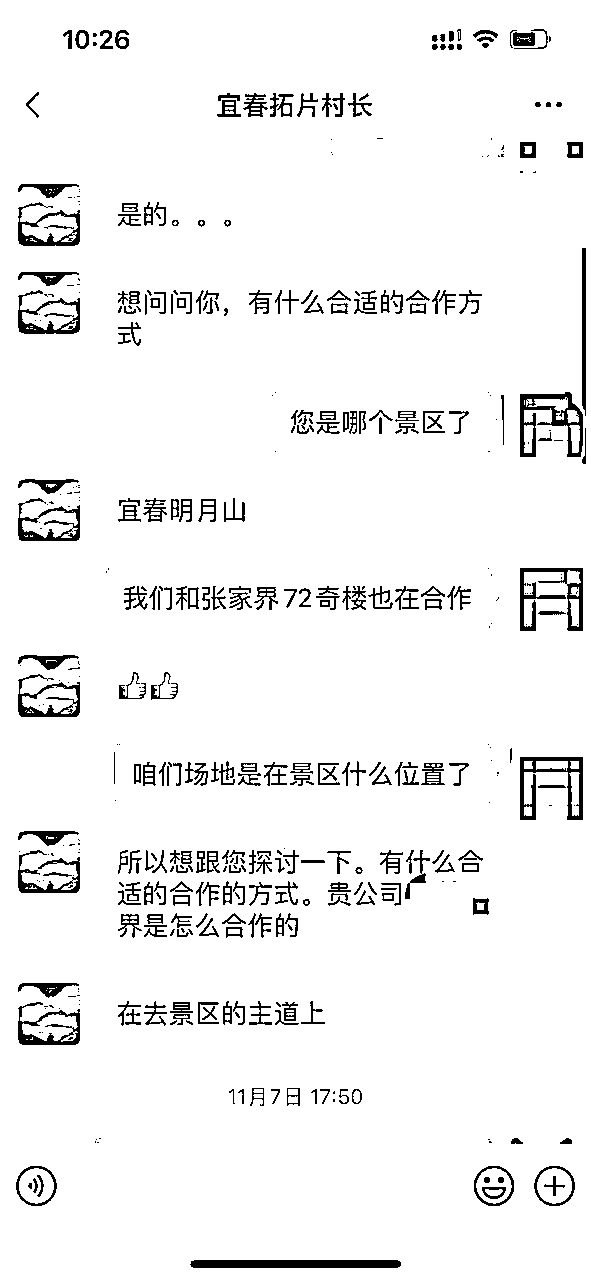 10:26
宜春拓片村长
是的。。。
想问问你，有什么合适的合作方
式
您是哪个景区了
宜春明月山
我们和张家界72奇楼也在合作
👍👍
咱们场地是在景区什么位置了
所以想跟您探讨一下。有什么合
适的合作的方式。贵公司
界是怎么合作的
在去景区的主道上
11月7日 17:50